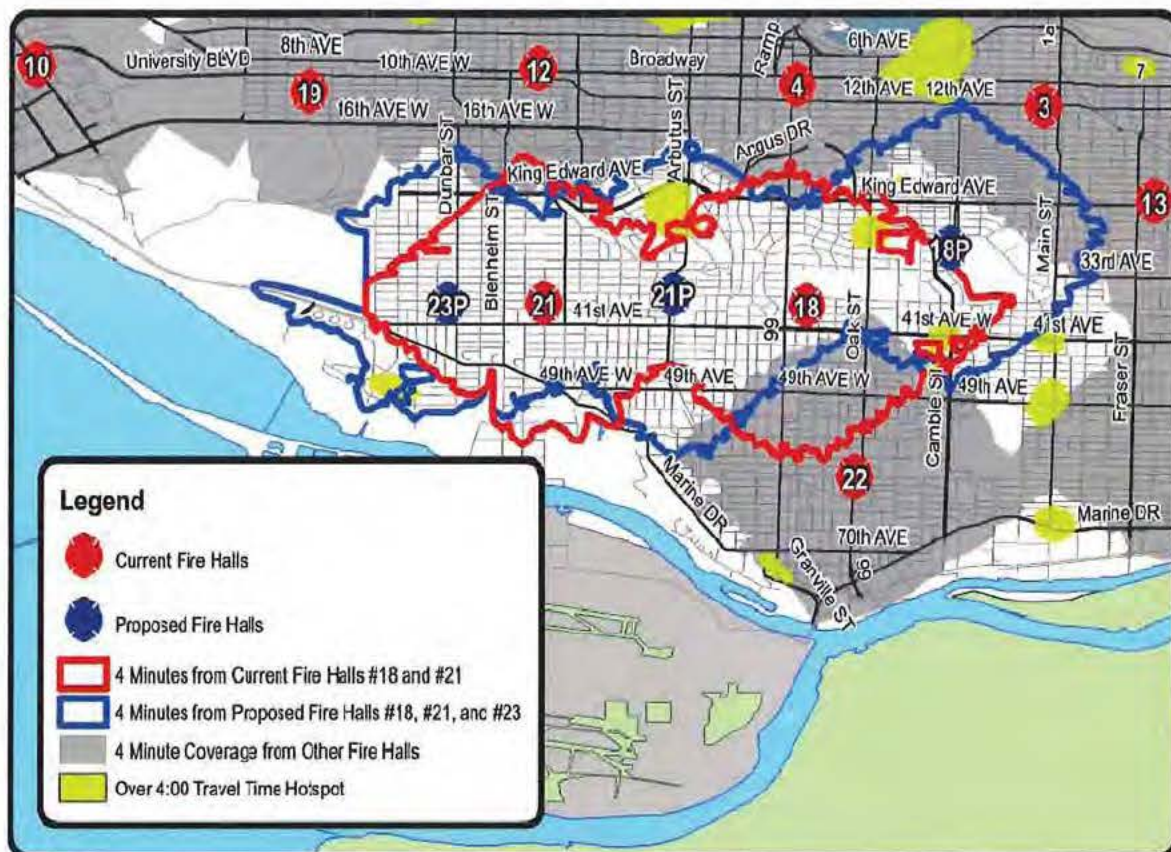 10
University BLVD
8th AVE
10th AVE W
12
Broadway
Ramp
6th AVE
7
19
16th AVE W
16th AVE W
4
12th AVE
12th AVE
3
Dunbar ST
King Edward AVE
Arbutus ST
Argus DR
King Edward AVE
13
Blenheim ST
18P
Main ST
33rd AVE
23P
21
41st AVE
21P
99
18
Oak ST
41st AVE W
41st AVE
49th AVE W
49th AVE
49th AVE W
Cambie ST
49th AVE
Fraser ST
22
Marine DR
70th AVE
Marine DR
Granville ST
99
Legend
Current Fire Halls
Proposed Fire Halls
4 Minutes from Current Fire Halls #18 and #21
4 Minutes from Proposed Fire Halls #18, #21, and #23
4 Minute Coverage from Other Fire Halls
Over 4:00 Travel Time Hotspot